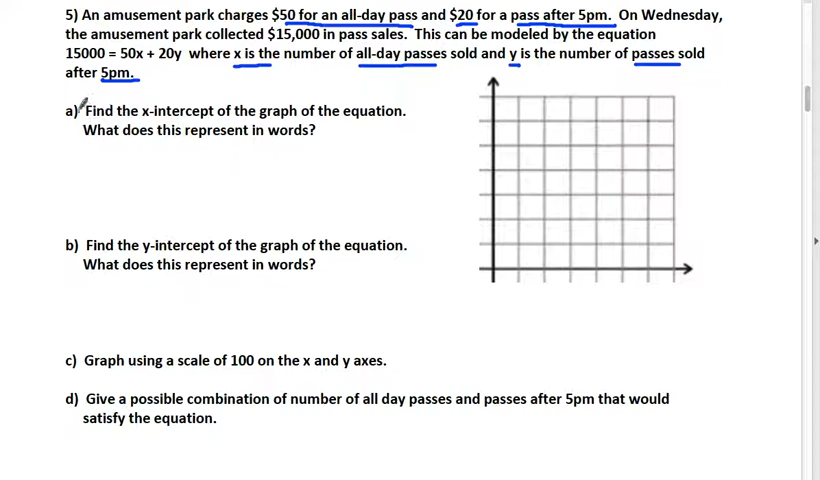 5) An amusement park charges $50 for an all-day pass and $20 for a pass after 5pm.  On Wednesday,
the amusement park collected $15,000 in pass sales.  This can be modeled by the equation
15000 = 50x + 20y  where x is the number of all-day passes sold and y is the number of passes sold
after 5pm.
a)  Find the x-intercept of the graph of the equation.
What does this represent in words?
b)  Find the y-intercept of the graph of the equation.
What does this represent in words?
c)  Graph using a scale of 100 on the x and y axes.
d)  Give a possible combination of number of all day passes and passes after 5pm that would
satisfy the equation.